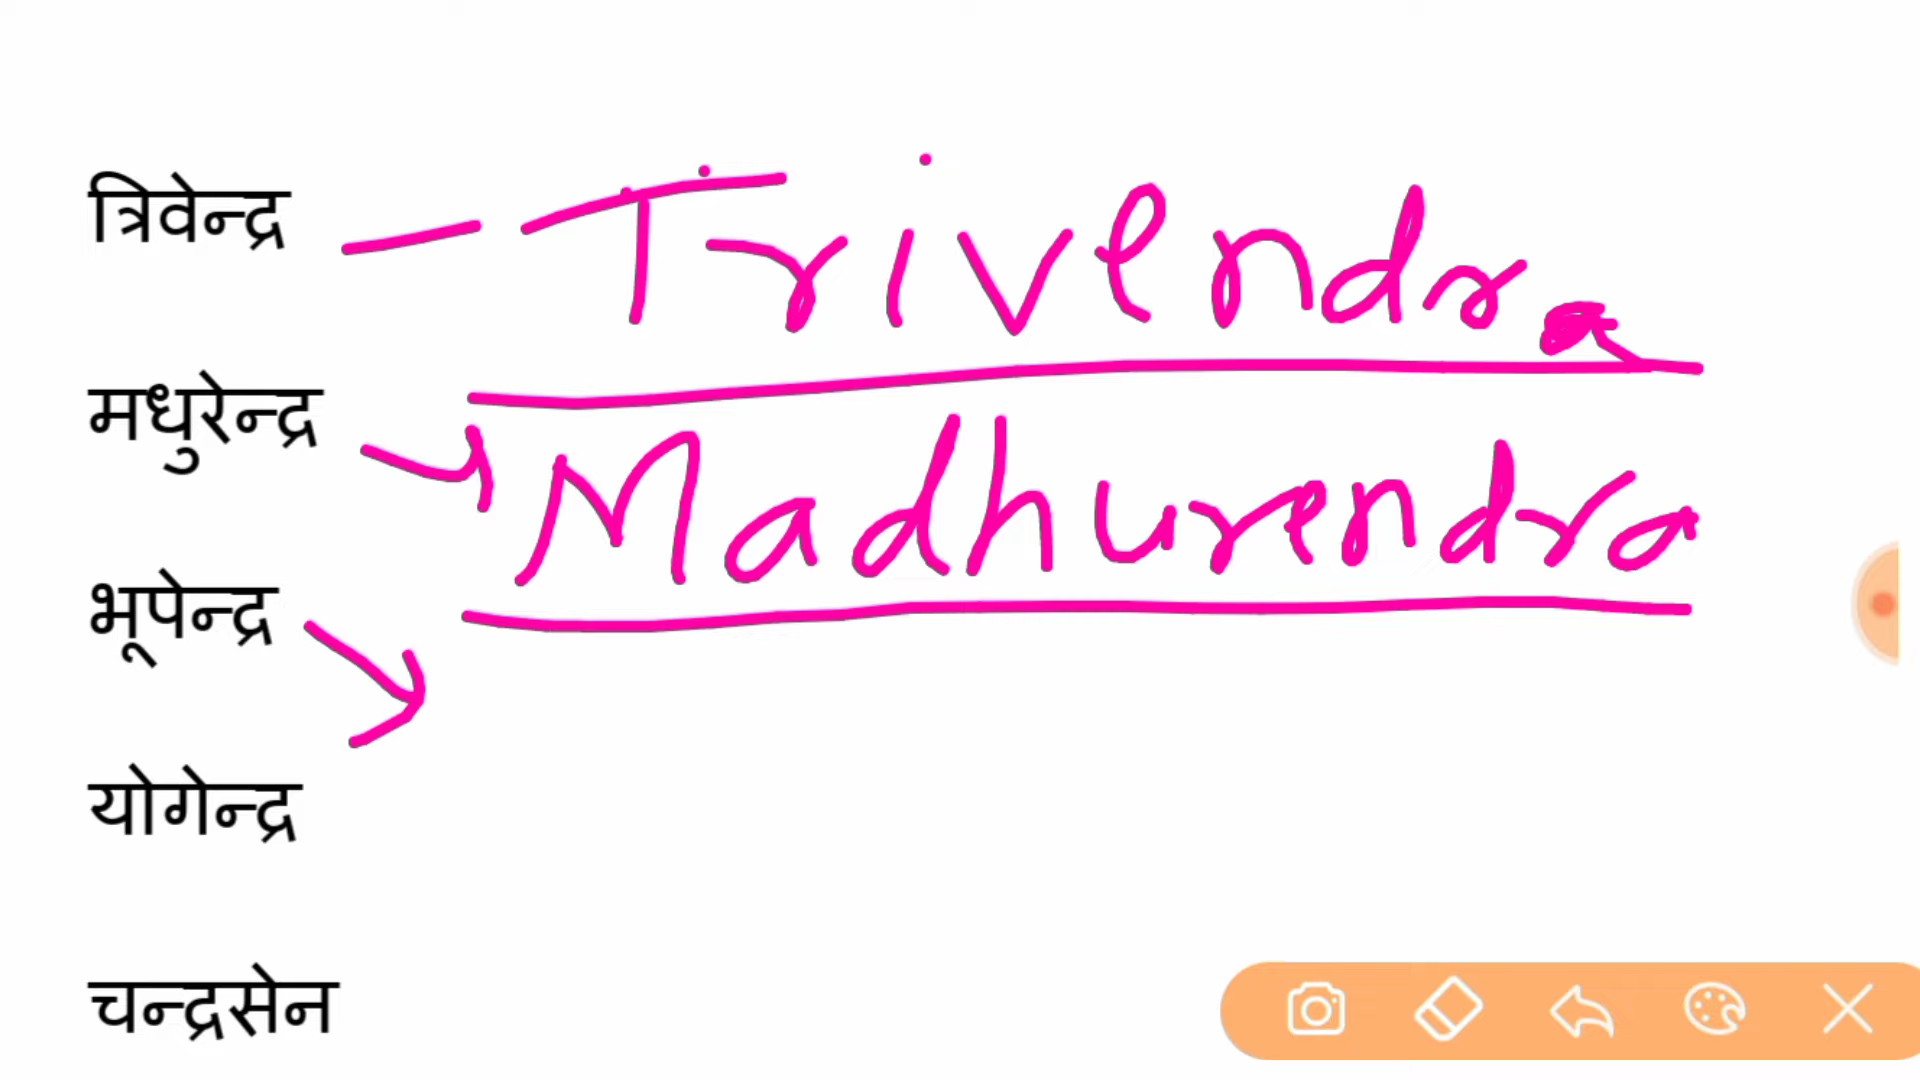 त्रिवेन्द्र - Trivendra
मधुरेन्द्र Madhurendra
भूपेन्द्र
योगेन्द्र
चन्द्रसेन